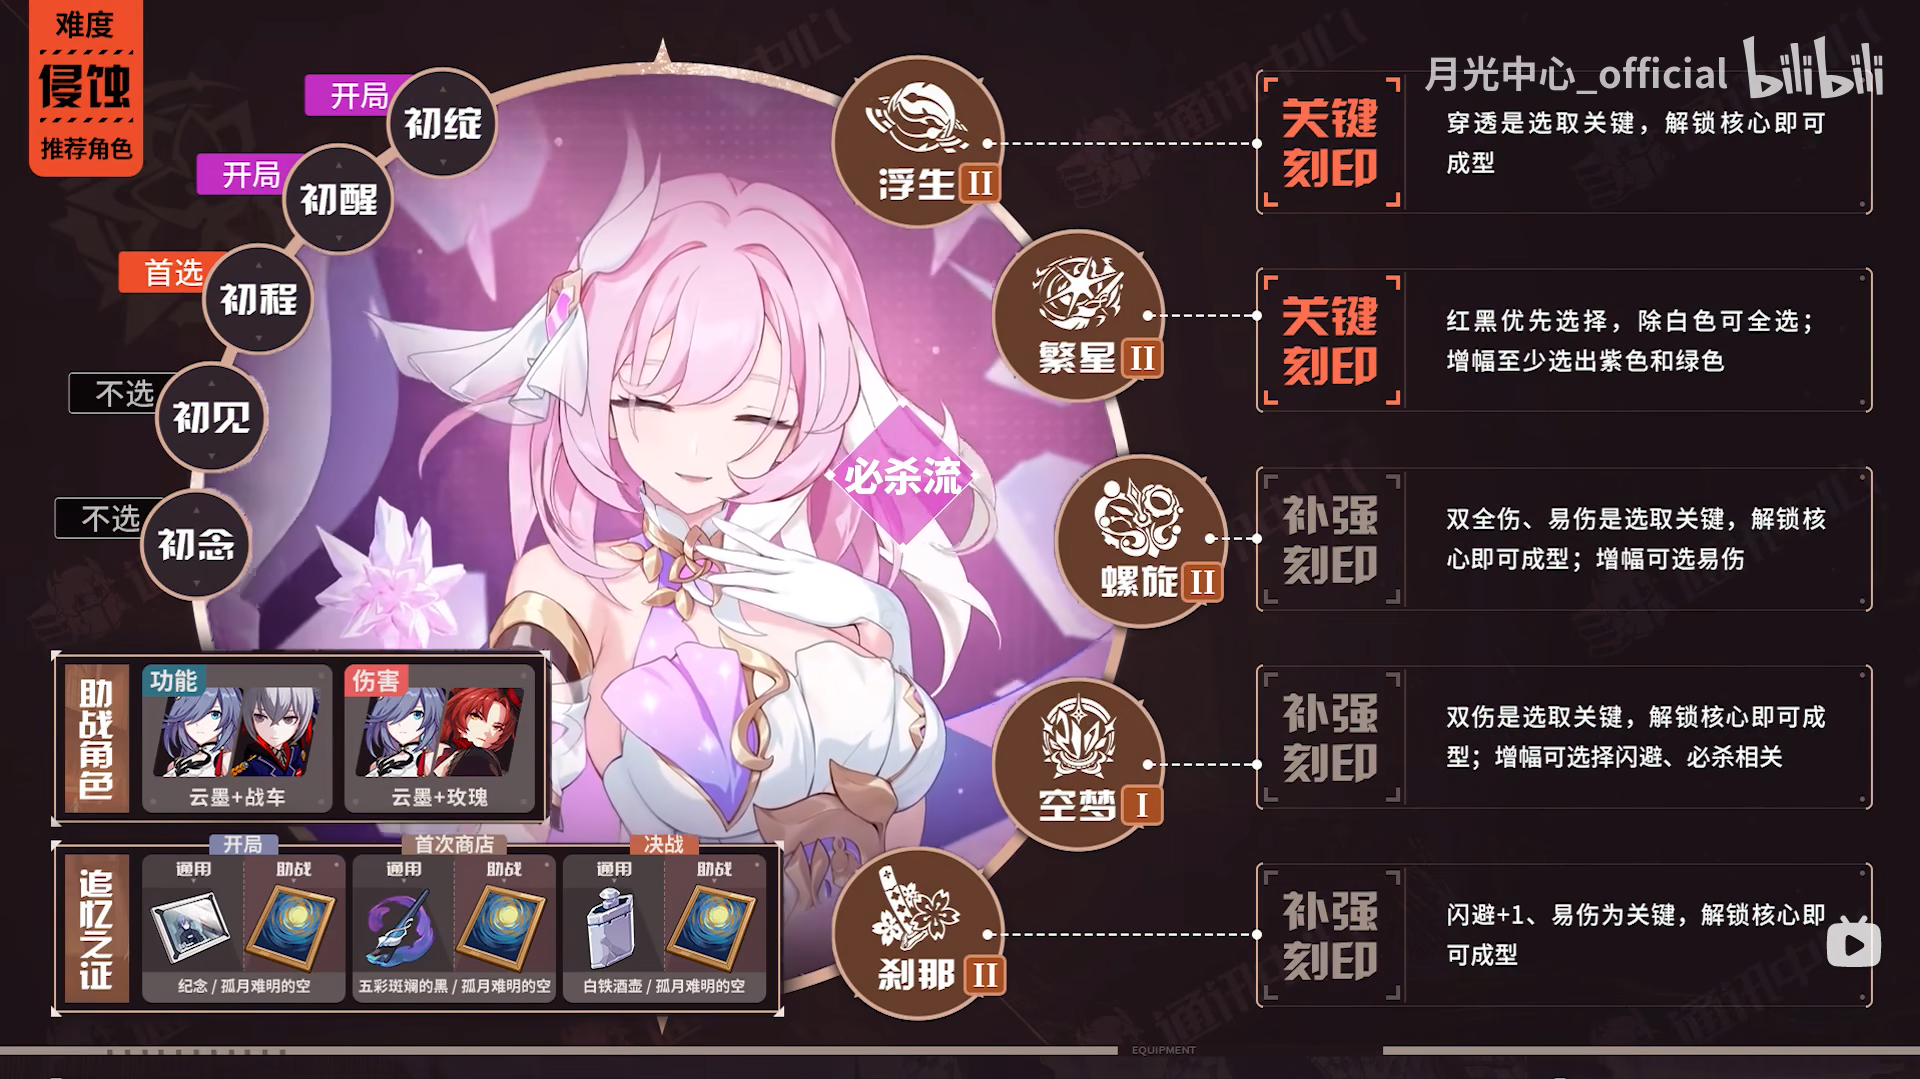 难度
侵蚀
推荐角色
开局
初绽
开局
初醒
首选
初程
不选
初见
不选
初念
必杀流
浮生 II
繁星 II
螺旋 II
空梦 I
刹那 II
月光中心_official bilibili
关键
刻印
穿透是选取关键，解锁核心即可
成型
关键
刻印
红黑优先选择，除白色可全选；
增幅至少选出紫色和绿色
补强
刻印
双全伤、易伤是选取关键，解锁核
心即可成型；增幅可选易伤
补强
刻印
双伤是选取关键，解锁核心即可成
型；增幅可选择闪避、必杀相关
补强
刻印
闪避+1、易伤为关键，解锁核心即
可成型
助战角色
功能
云墨+战车
伤害
云墨+玫瑰
追忆之证
开局
通用 助战
纪念 / 孤月难明的空
首次商店
通用 助战
五彩斑斓的黑 / 孤月难明的空
决战
通用 助战
白铁酒壶 / 孤月难明的空
EQUIPMENT